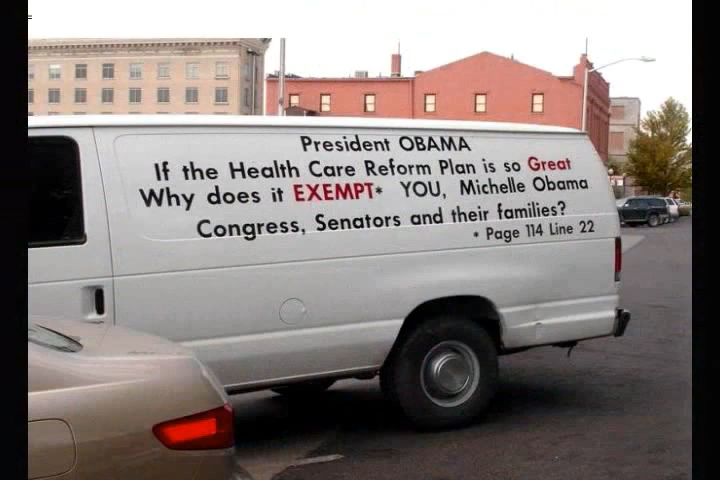 President OBAMA
If the Health Care Reform Plan is so Great
Why does it EXEMPT* YOU, Michelle Obama
Congress, Senators and their families?
* Page 114 Line 22